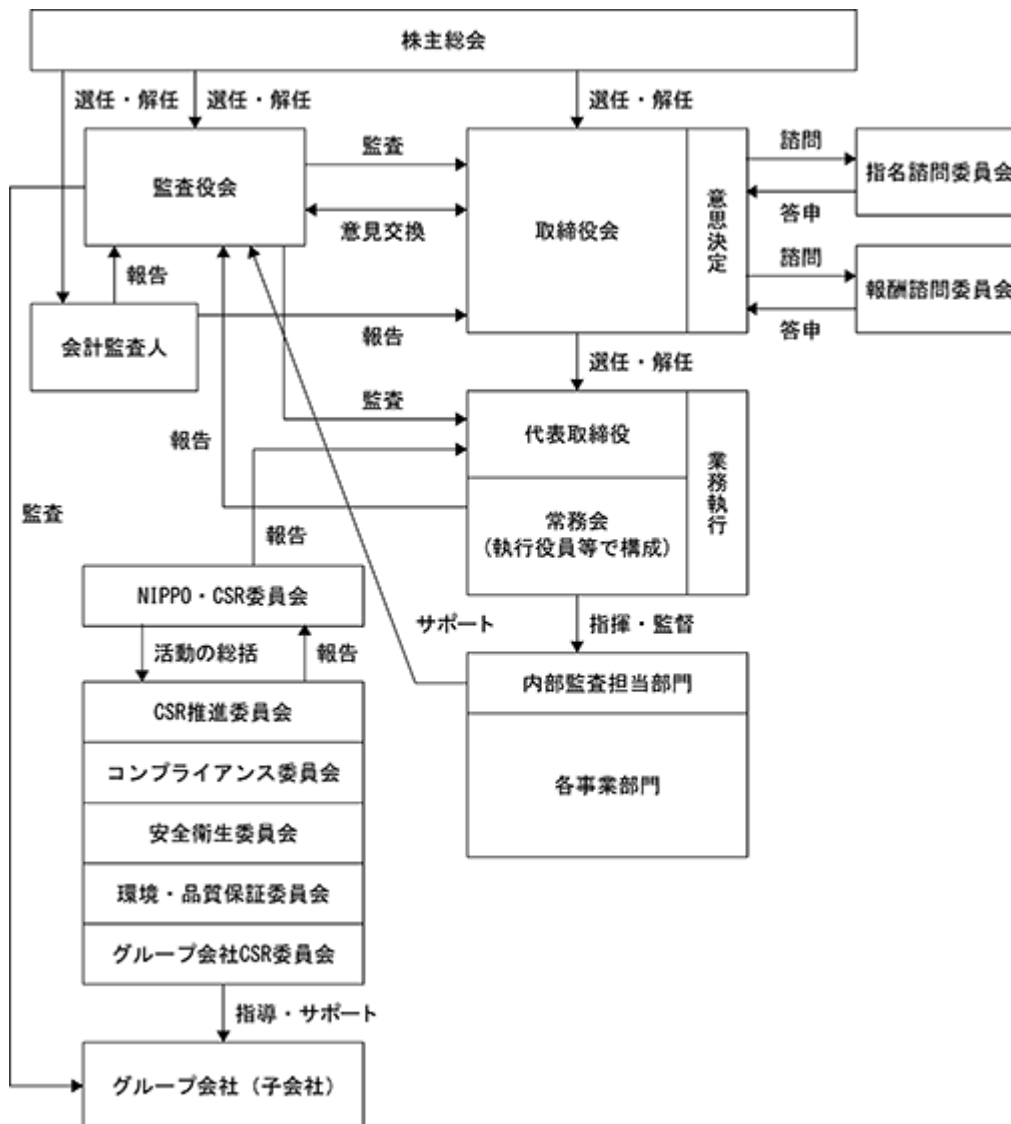 株主総会
選任・解任
選任・解任
選任・解任
監査役会
監査
意見交換
取締役会
意思決定
諮問
指名諮問委員会
答申
諮問
報酬諮問委員会
答申
報告
会計監査人
報告
選任・解任
監査
代表取締役
業務執行
報告
監査
常務会
(執行役員等で構成)
報告
NIPPO・CSR委員会
サポート
指揮・監督
活動の総括
報告
内部監査担当部門
CSR推進委員会
コンプライアンス委員会
各事業部門
安全衛生委員会
環境・品質保証委員会
グループ会社CSR委員会
指導・サポート
グループ会社（子会社）